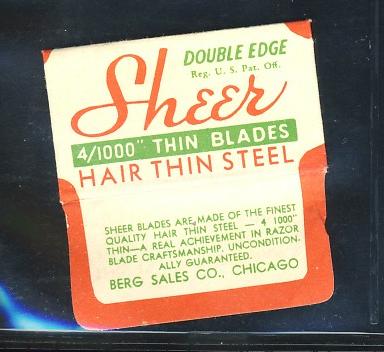 DOUBLE EDGE
Reg. U. S. Pat. Off.
Sheer
4/1000" THIN BLADES
HAIR THIN STEEL
SHEER BLADES ARE MADE OF THE FINEST
QUALITY HAIR THIN STEEL — 4 1000"
THIN—A REAL ACHIEVEMENT IN RAZOR
BLADE CRAFTSMANSHIP. UNCONDITION.
ALLY GUARANTEED.
BERG SALES CO., CHICAGO